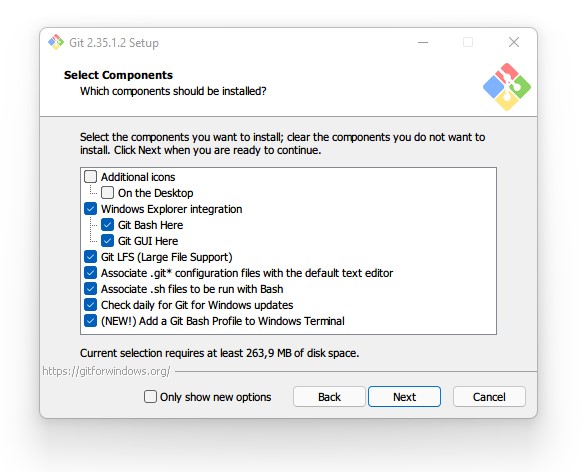 Git 2.35.1.2 Setup
Select Components
Which components should be installed?
Select the components you want to install; clear the components you do not want to
install. Click Next when you are ready to continue.
Additional icons
On the Desktop
Windows Explorer integration
Git Bash Here
Git GUI Here
Git LFS (Large File Support)
Associate .git* configuration files with the default text editor
Associate .sh files to be run with Bash
Check daily for Git for Windows updates
(NEW!) Add a Git Bash Profile to Windows Terminal
Current selection requires at least 263,9 MB of disk space.
https://gitforwindows.org/
Only show new options
Back
Next
Cancel